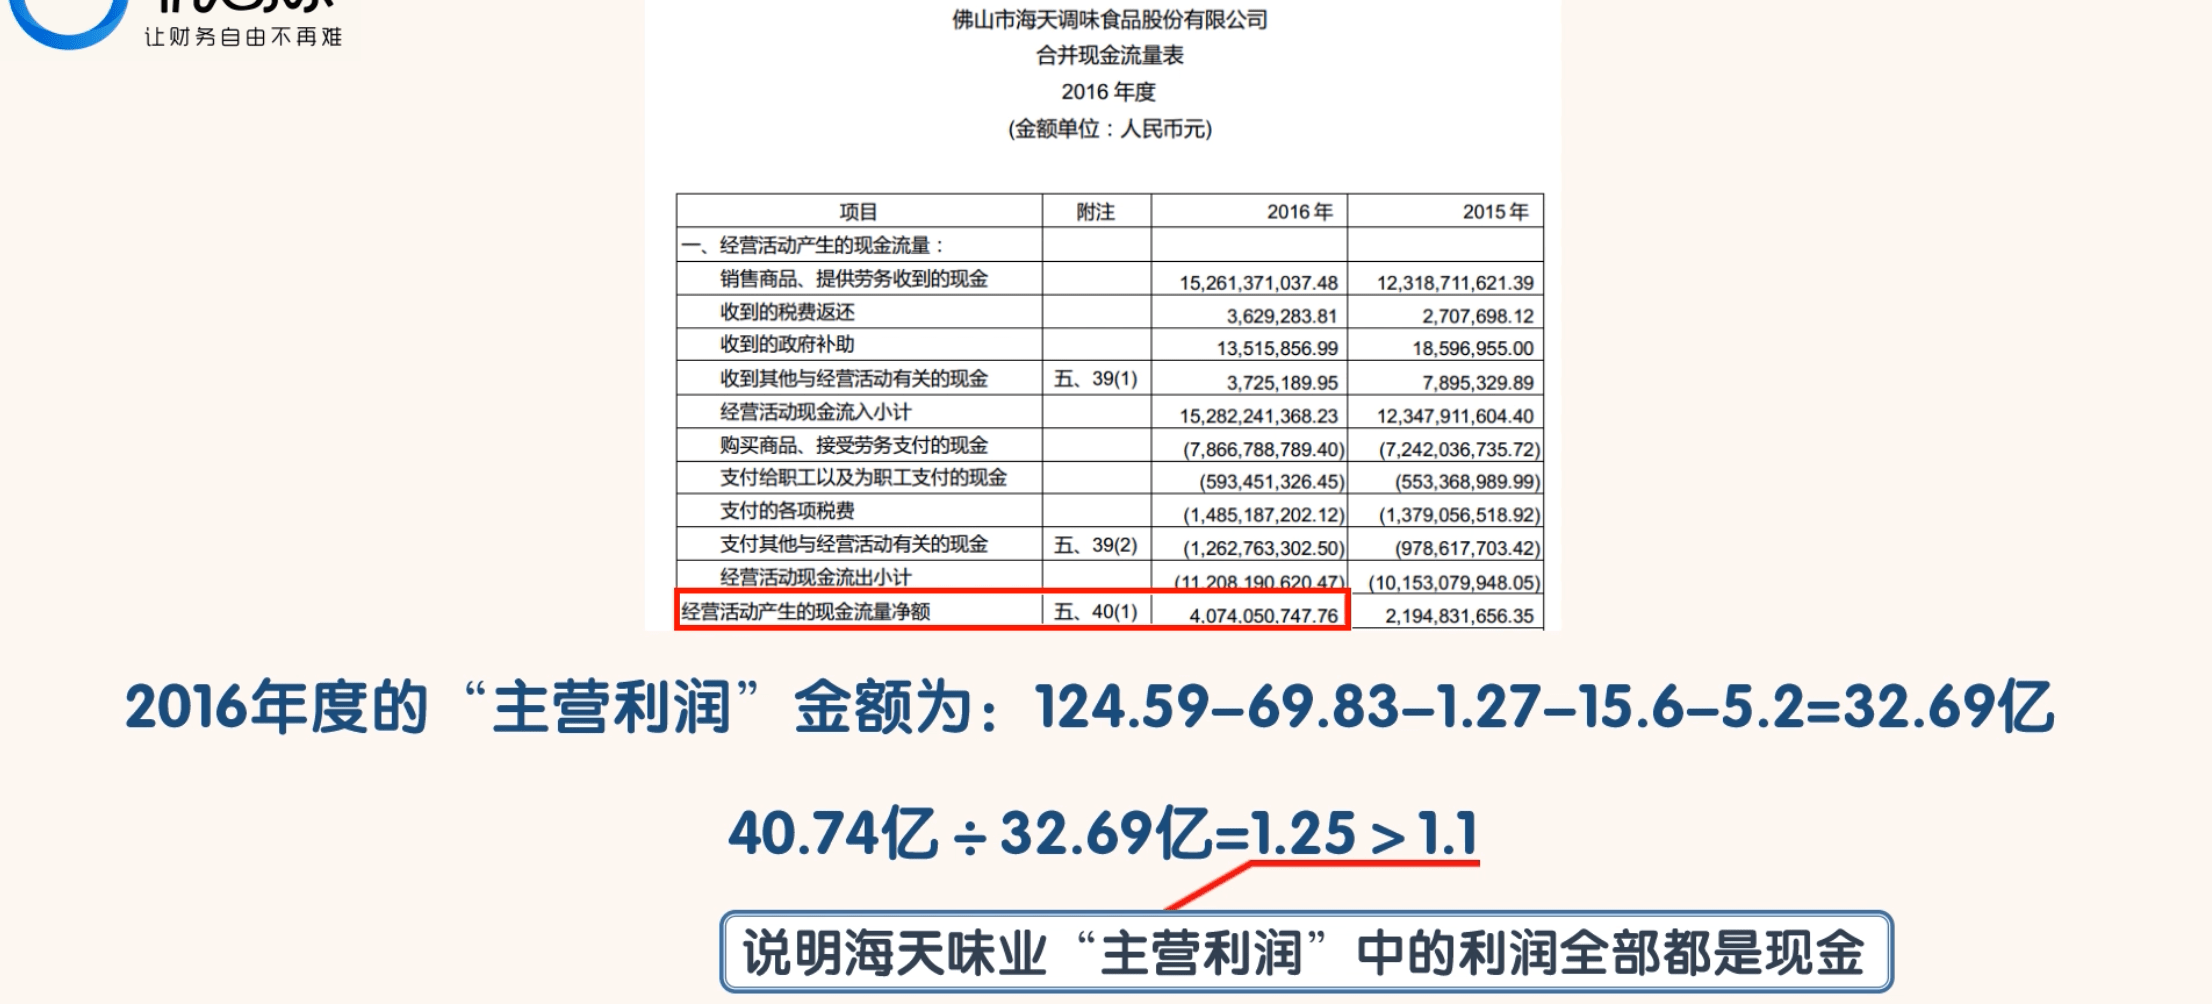 让财务自由不再难
佛山市海天调味食品股份有限公司
合并现金流量表
2016 年度
(金额单位：人民币元)
项目 附注 2016 年 2015 年
一、经营活动产生的现金流量：
销售商品、提供劳务收到的现金 15,261,371,037.48 12,318,711,621.39
收到的税费返还 3,629,283.81 2,707,698.12
收到的政府补助 13,515,856.99 18,596,955.00
收到其他与经营活动有关的现金 五、39(1) 3,725,189.95 7,895,329.89
经营活动现金流入小计 15,282,241,368.23 12,347,911,604.40
购买商品、接受劳务支付的现金 (7,866,788,789.40) (7,242,036,735.72)
支付给职工以及为职工支付的现金 (593,451,326.45) (553,368,989.99)
支付的各项税费 (1,485,187,202.12) (1,379,056,518.92)
支付其他与经营活动有关的现金 五、39(2) (1,262,763,302.50) (978,617,703.42)
经营活动现金流出小计 (11,208,190,620.47) (10,153,079,948.05)
经营活动产生的现金流量净额 五、40(1) 4,074,050,747.76 2,194,831,656.35
2016年度的“主营利润”金额为：124.59–69.83–1.27–15.6–5.2=32.69亿
40.74亿÷32.69亿=1.25＞1.1
说明海天味业“主营利润”中的利润全部都是现金